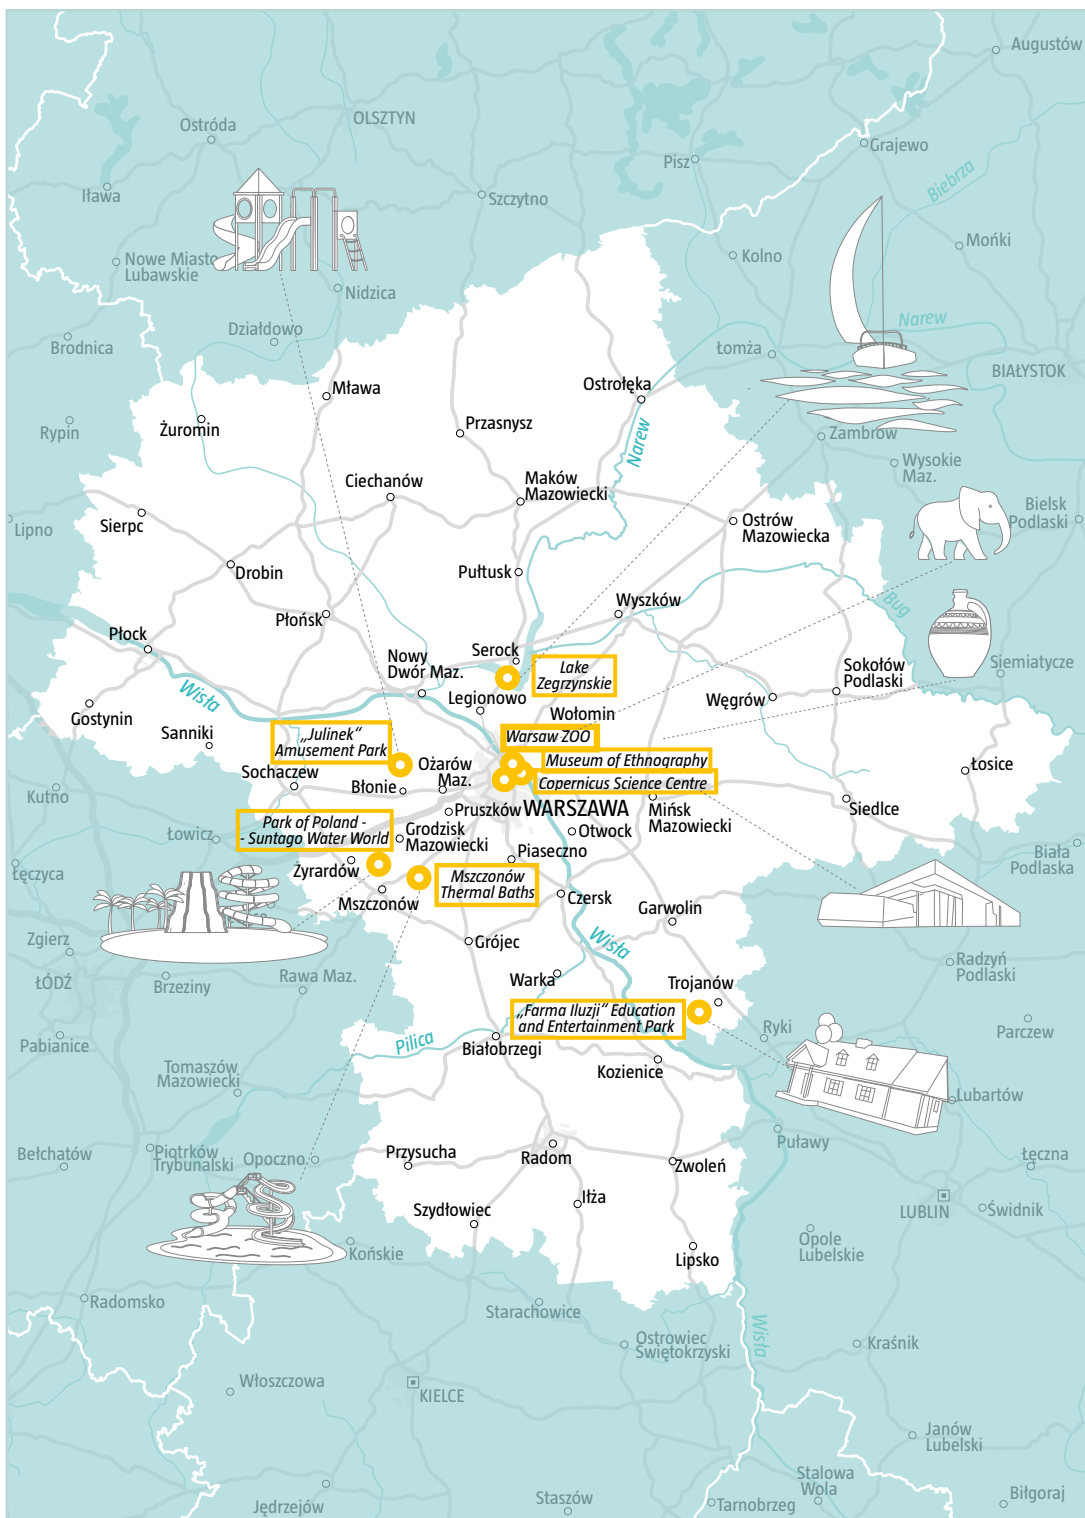 Augustów
OLSZTYN
Ostróda
Grajewo
Pisz
Biebrza
Iława
Szczytno
Mońki
Kolno
Nowe Miasto
Lubawskie
Nidzica
Narew
Działdowo
Brodnica
Łomża
BIAŁYSTOK
Mława
Ostrołęka
Rypin
Żuromin
Przasnysz
Narew
Zambrów
Wysokie
Maz.
Ciechanów
Maków
Mazowiecki
Bielsk
Podlaski
Lipno
Sierpc
Ostrów
Mazowiecka
Drobin
Pułtusk
Bug
Wyszków
Płońsk
Płock
Serock
Nowy
Dwór Maz.
Lake
Zegrzynskie
Sokołów
Podlaski
Siemiatycze
Wisła
Legionowo
Węgrów
Gostynin
Sanniki
Wołomin
„Julinek“
Amusement Park
Warsaw ZOO
Museum of Ethnography
Sochaczew
Ożarów
Maz.
Copernicus Science Centre
Łosice
Błonie
Kutno
Pruszków
WARSZAWA
Mińsk
Mazowiecki
Siedlce
Park of Poland -
- Suntago Water World
Łowicz
Grodzisk
Mazowiecki
Otwock
Piaseczno
Biała
Podlaska
Łęczyca
Żyrardów
Mszczonów
Thermal Baths
Mszczonów
Czersk
Garwolin
Zgierz
Grójec
Wisła
Radzyń
Podlaski
ŁÓDŹ
Brzeziny
Rawa Maz.
Warka
Trojanów
„Farma Iluzji“ Education
and Entertainment Park
Ryki
Parczew
Pabianice
Pilica
Białobrzegi
Tomaszów
Mazowiecki
Kozienice
Lubartów
Bełchatów
Piotrków
Trybunalski
Opoczno
Przysucha
Radom
Zwoleń
Puławy
Łęczna
Szydłowiec
Iłża
LUBLIN
Świdnik
Końskie
Lipsko
Opole
Lubelskie
Radomsko
Starachowice
Ostrowiec
Świętokrzyski
Wisła
Kraśnik
Włoszczowa
KIELCE
Janów
Lubelski
Stalowa
Wola
Jędrzejów
Staszów
Tarnobrzeg
Biłgoraj